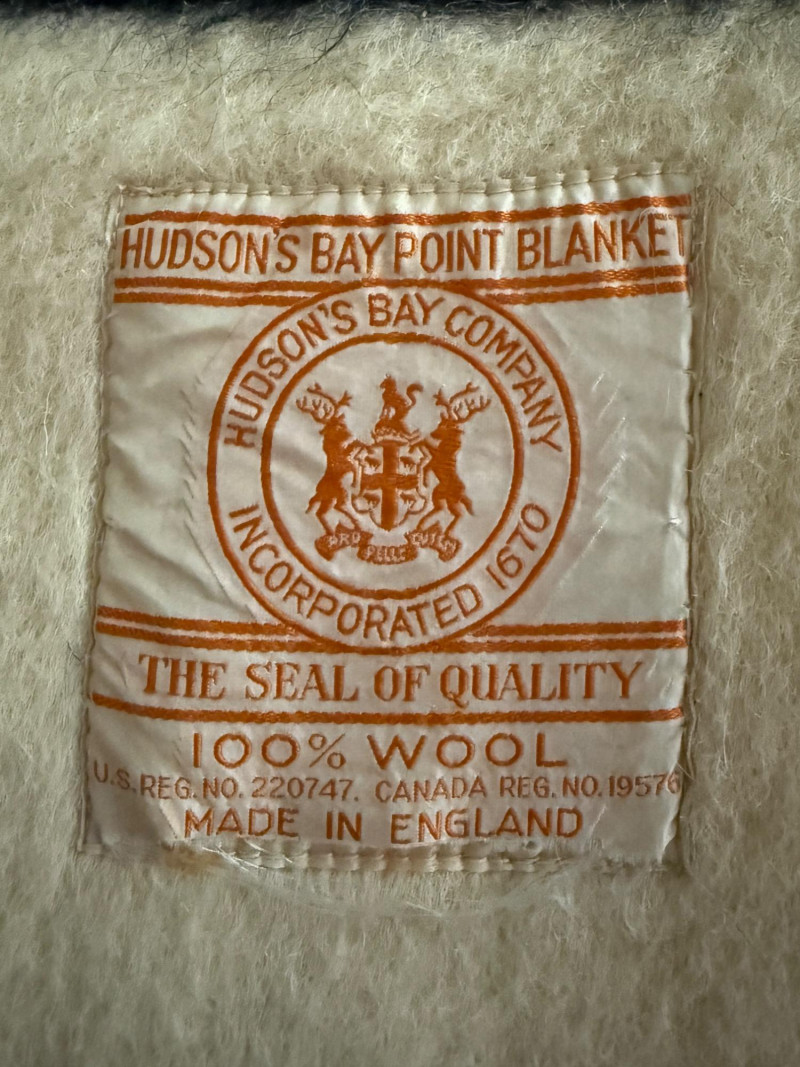 HUDSON'S BAY POINT BLANKET
HUDSON'S BAY COMPANY
PRO PELLE CUTEM
INCORPORATED 1670
THE SEAL OF QUALITY
100% WOOL
U.S. REG. NO. 220747. CANADA REG. NO. 19576
MADE IN ENGLAND